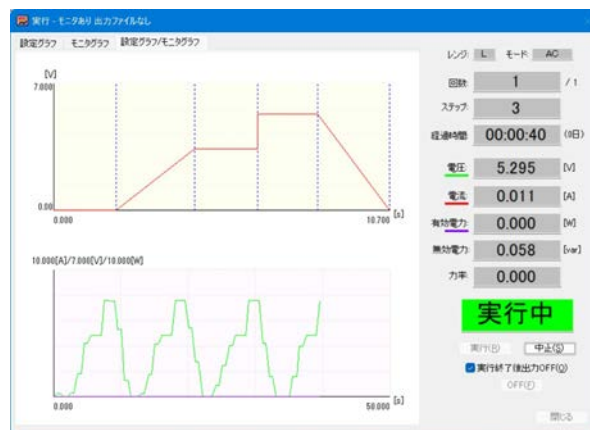 実行 - モニタあり 出力ファイルなし
設定グラフ モニタグラフ 設定グラフ/モニタグラフ
[V]
7.000
0.00
0.000
10.700 [s]
10.000[A]/7.000[V]/10.000[W]
0.000
50.000 [s]
レンジ: L モード: AC
回数: 1 / 1
ステップ: 3
経過時間: 00:00:40 (0日)
電圧: 5.295 [V]
電流: 0.011 [A]
有効電力: 0.000 [W]
無効電力: 0.058 [var]
力率: 0.000
実行中
実行(R) 中止(S)
実行終了後出力OFF(O)
OFF(F)
閉じる